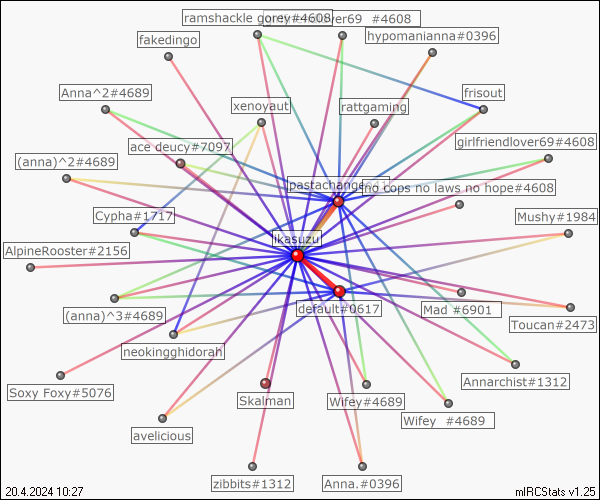 ramshackle gorey#4608
#4608
fakedingo
hypomanianna#0396
Anna^2#4689
xenoyaut
rattgaming
frisout
ace deucy#7097
girlfriendlover69#4608
(anna)^2#4689
pastachange
no cops no laws no hope#4608
Cypha#1717
Mushy#1984
ikasuzu
AlpineRooster#2156
(anna)^3#4689
default#0617
Mad #6901
Toucan#2473
neokingghidorah
Annarchist#1312
Soxy Foxy#5076
Skalman
Wifey#4689
Wifey #4689
avelicious
zibbits#1312
Anna.#0396
20.4.2024 10:27
mIRCStats v1.25